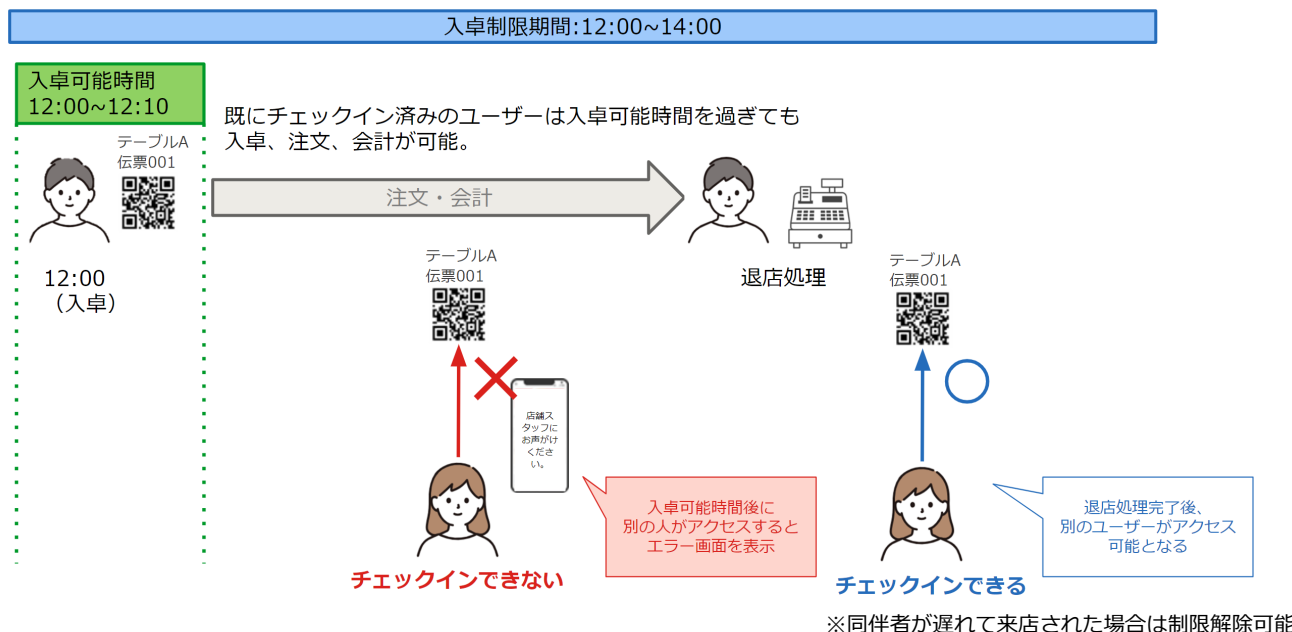 入卓制限期間:12:00~14:00
入卓可能時間
12:00~12:10
既にチェックイン済みのユーザーは入卓可能時間を過ぎても
入卓、注文、会計が可能。
テーブルA
伝票001
注文・会計
12:00
（入卓）
退店処理
テーブルA
伝票001
テーブルA
伝票001
店舗ス
タッフに
お声がけ
くださ
い。
入卓可能時間後に
別の人がアクセスすると
エラー画面を表示
退店処理完了後、
別のユーザーがアクセス
可能となる
チェックインできない
チェックインできる
※同伴者が遅れて来店された場合は制限解除可能